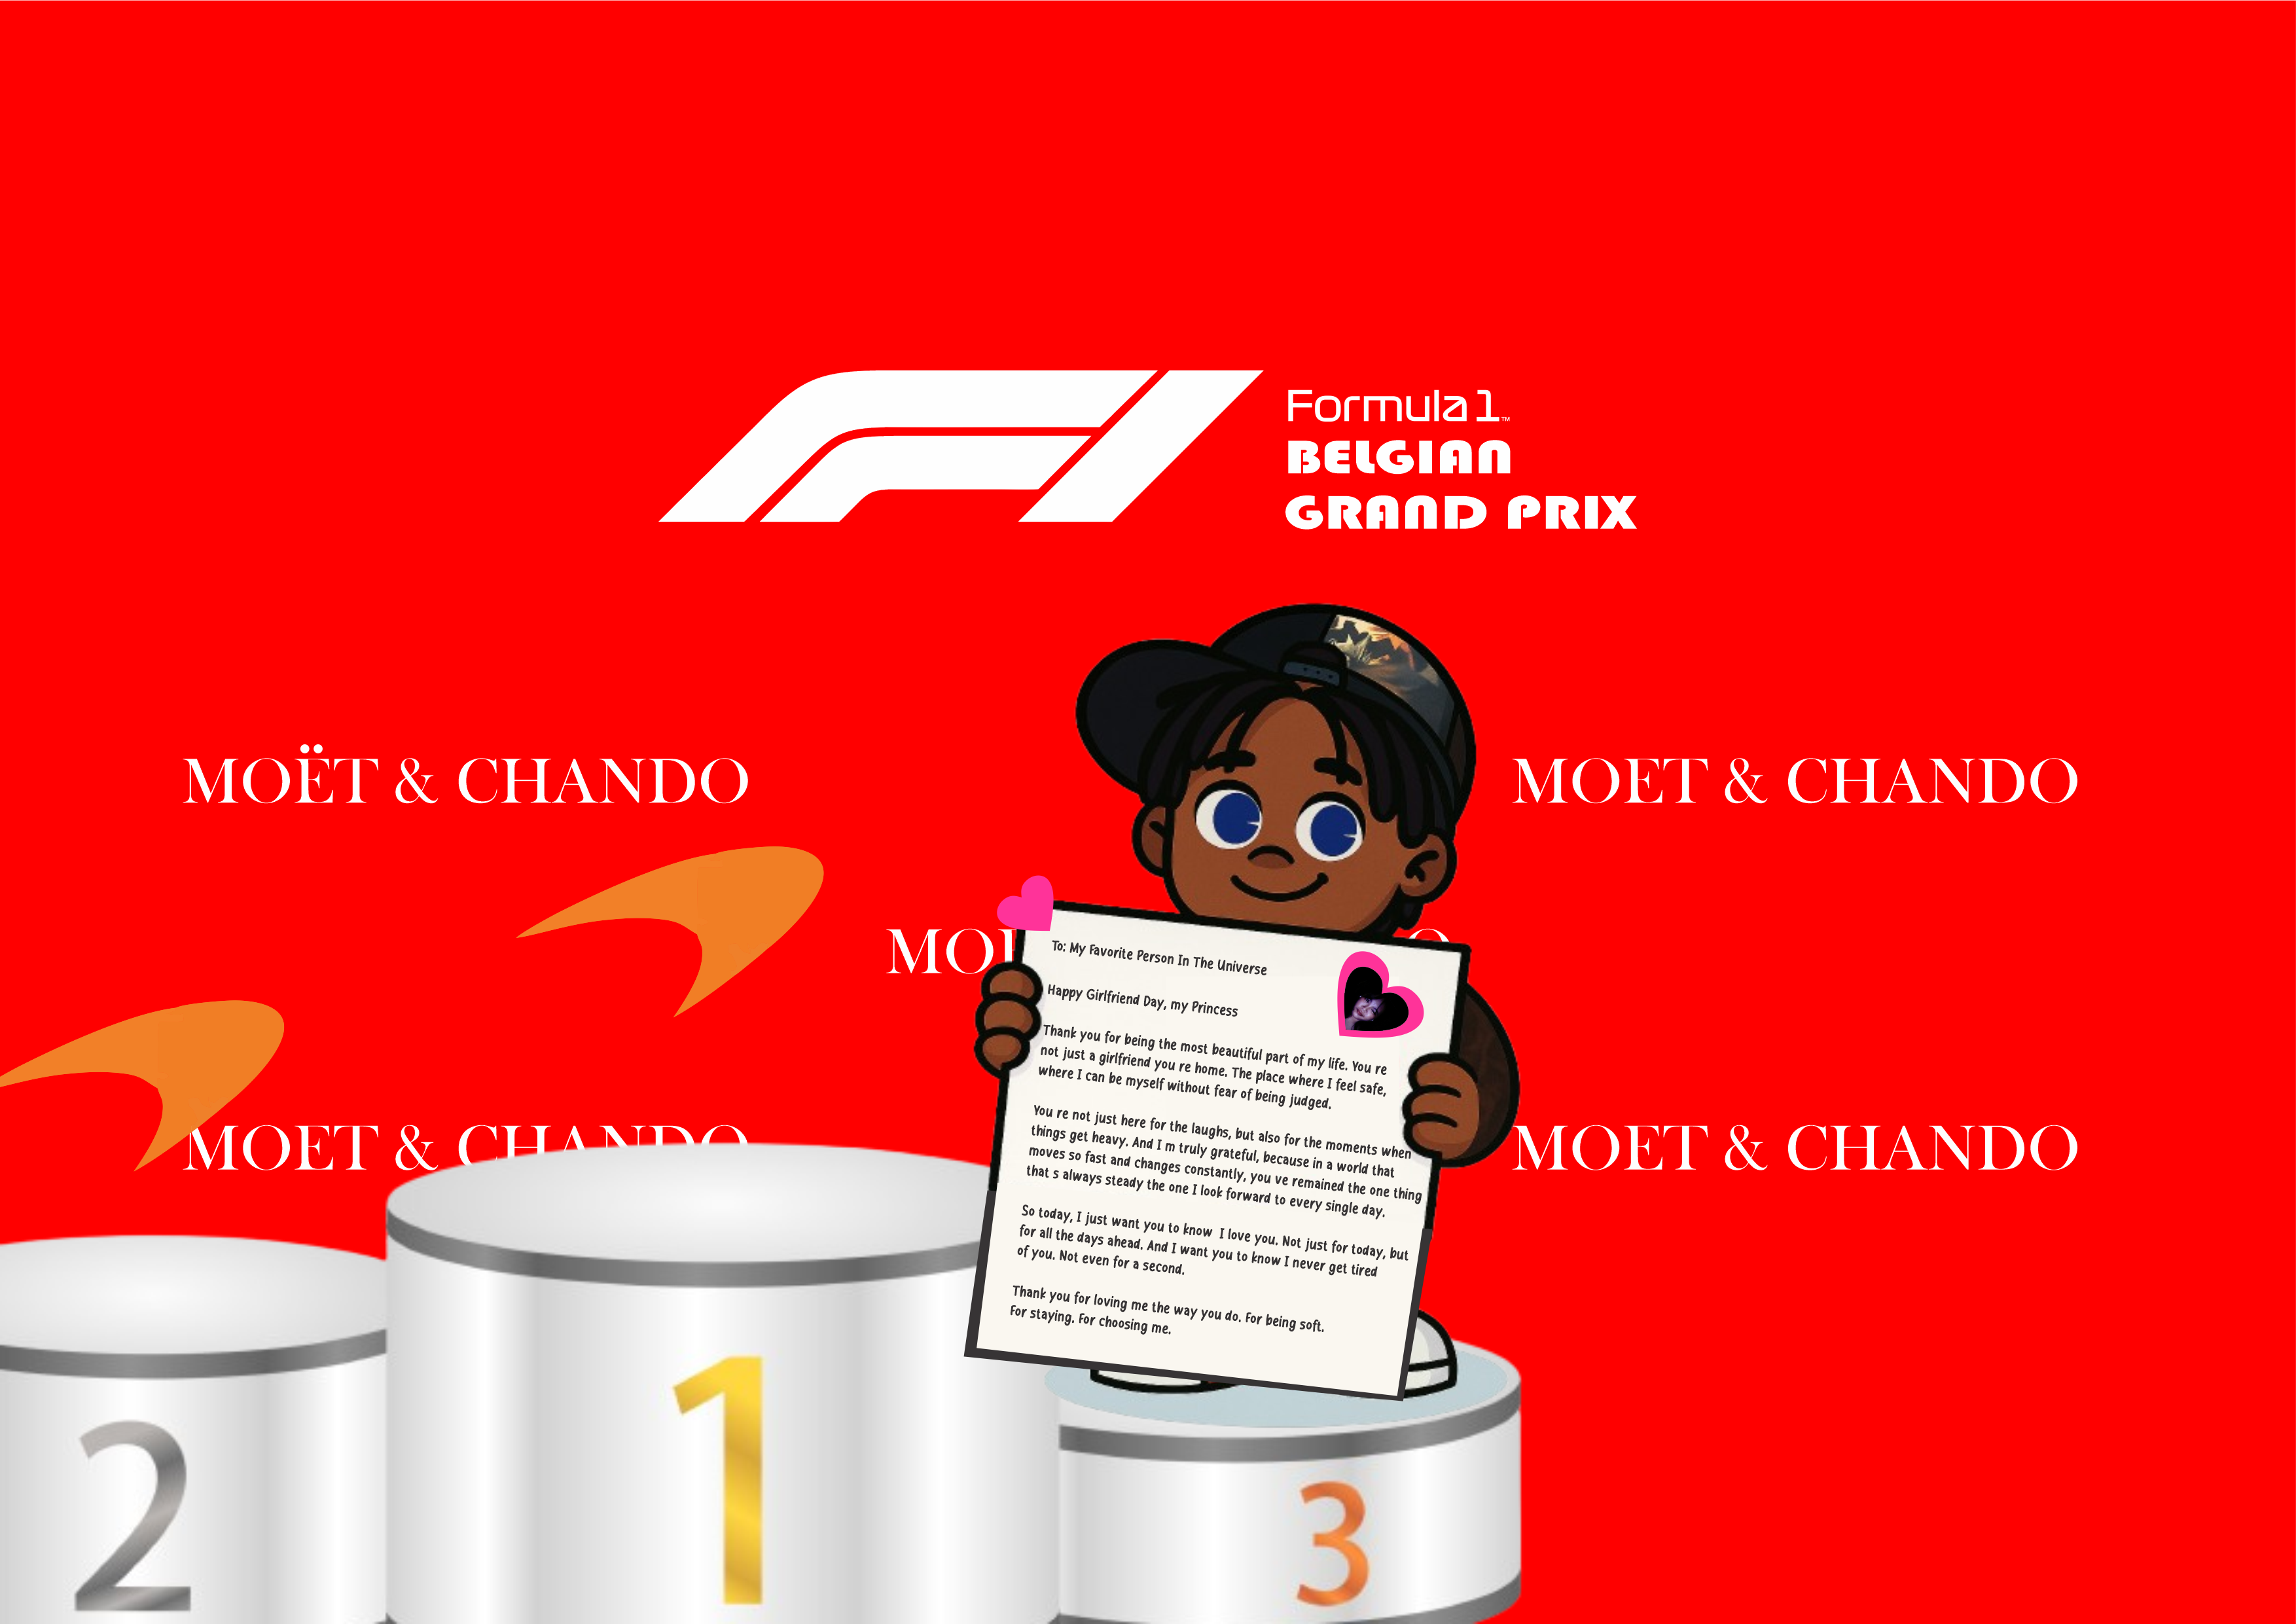 Formula 1™
BELGIAN
GRAND PRIX
MOËT & CHANDO
MOET & CHANDO
MO
O
To: My Favorite Person In The Universe
Happy Girlfriend Day, my Princess
Thank you for being the most beautiful part of my life. You re
not just a girlfriend you re home. The place where I feel safe,
where I can be myself without fear of being judged.
You re not just here for the laughs, but also for the moments when
things get heavy. And I m truly grateful, because in a world that
moves so fast and changes constantly, you ve remained the one thing
that s always steady the one I look forward to every single day.
So today, I just want you to know I love you. Not just for today, but
for all the days ahead. And I want you to know I never get tired
of you. Not even for a second.
Thank you for loving me the way you do. For being soft.
For staying. For choosing me.
MOET & CHANDO
MOET & CHANDO
2
1
3